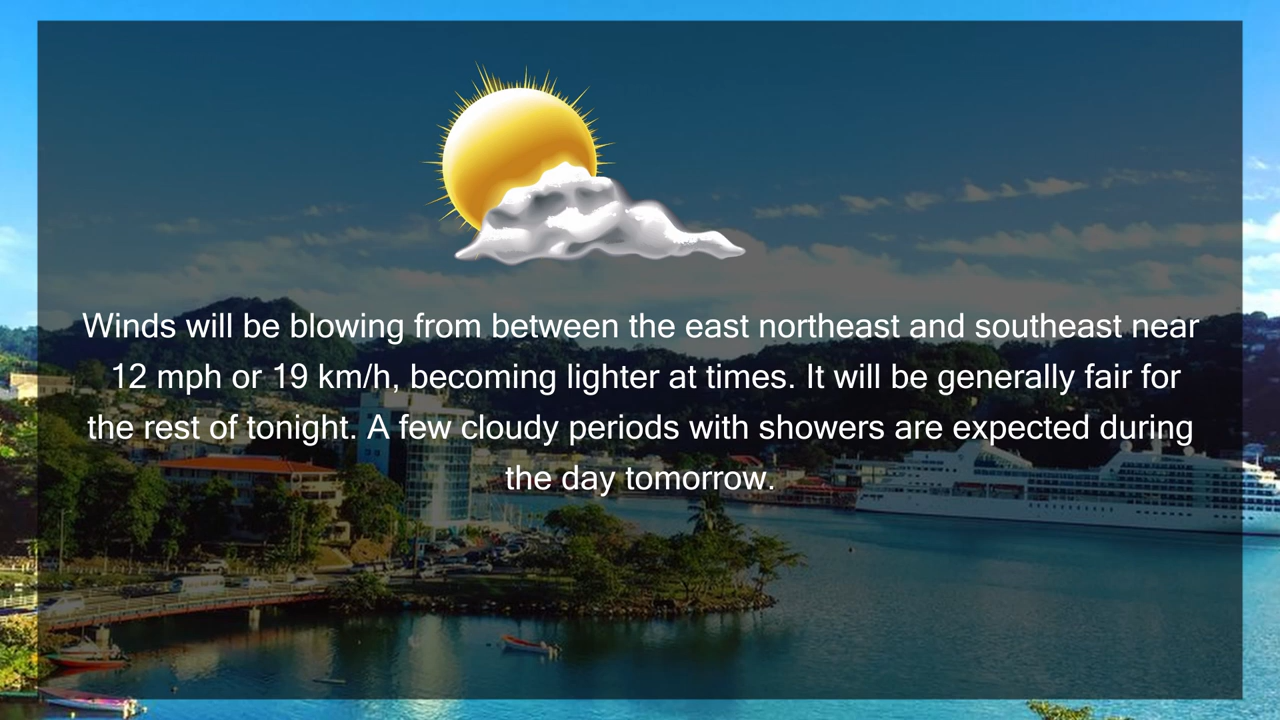 Winds will be blowing from between the east northeast and southeast near
12 mph or 19 km/h, becoming lighter at times. It will be generally fair for
the rest of tonight. A few cloudy periods with showers are expected during
the day tomorrow.